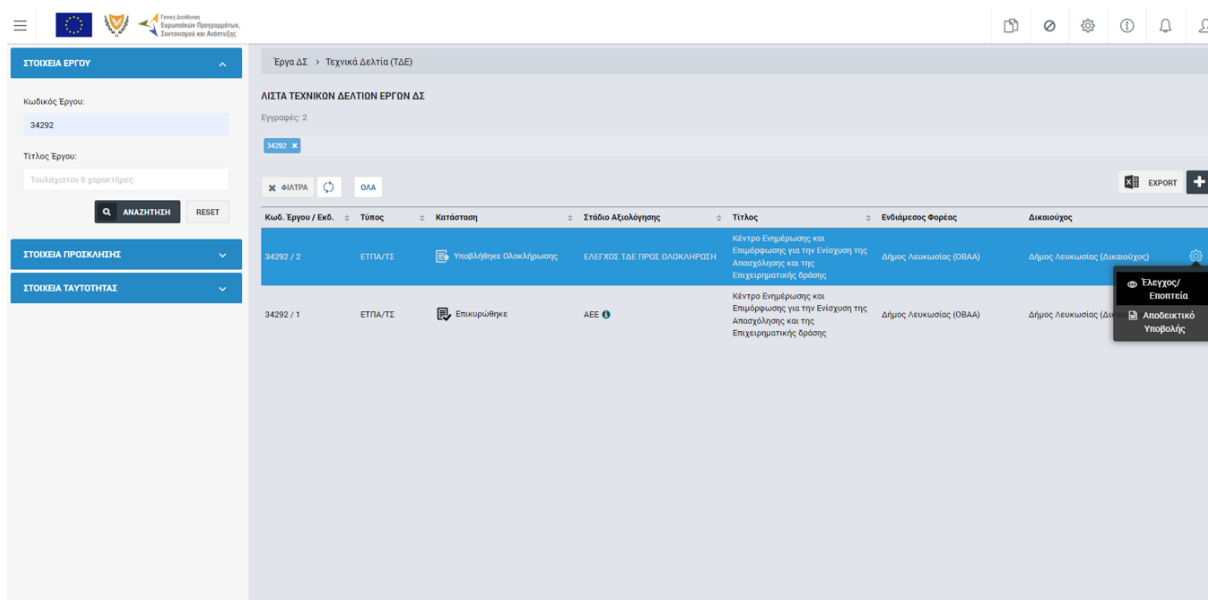 Γενική Διεύθυνση
Ευρωπαϊκών Προγραμμάτων,
Συντονισμού και Ανάπτυξης
ΣΤΟΙΧΕΙΑ ΕΡΓΟΥ
Κωδικός Έργου:
34292
Τίτλος Έργου:
Τουλάχιστον 6 χαρακτήρες
ΑΝΑΖΗΤΗΣΗ RESET
ΣΤΟΙΧΕΙΑ ΠΡΟΣΚΛΗΣΗΣ
ΣΤΟΙΧΕΙΑ ΤΑΥΤΟΤΗΤΑΣ
Έργα ΔΣ > Τεχνικά Δελτία (ΤΔΕ)
ΛΙΣΤΑ ΤΕΧΝΙΚΩΝ ΔΕΛΤΙΩΝ ΕΡΓΩΝ ΔΣ
Εγγραφές: 2
34292 ✖
✖ ΦΙΛΤΡΑ ΟΛΑ EXPORT
Κωδ. Έργου / Εκδ. Τύπος Κατάσταση Στάδιο Αξιολόγησης Τίτλος Ενδιάμεσος Φορέας Δικαιούχος
34292 / 2 ΕΤΠΑ/ΤΣ Υποβλήθηκε Ολοκλήρωσης ΕΛΕΓΧΟΣ ΤΔΕ ΠΡΟΣ ΟΛΟΚΛΗΡΩΣΗ
Κέντρο Ενημέρωσης και
Επιμόρφωσης για την Ενίσχυση της
Απασχόλησης και της
Επιχειρηματικής δράσης
Δήμος Λευκωσίας (ΟΒΑΑ) Δήμος Λευκωσίας (Δικαιούχος)
34292 / 1 ΕΤΠΑ/ΤΣ Επικυρώθηκε ΑΕΕ
Κέντρο Ενημέρωσης και
Επιμόρφωσης για την Ενίσχυση της
Απασχόλησης και της
Επιχειρηματικής δράσης
Δήμος Λευκωσίας (ΟΒΑΑ) Δήμος Λευκωσίας
Έλεγχος/
Εποπτεία
Αποδεικτικό
Υποβολής